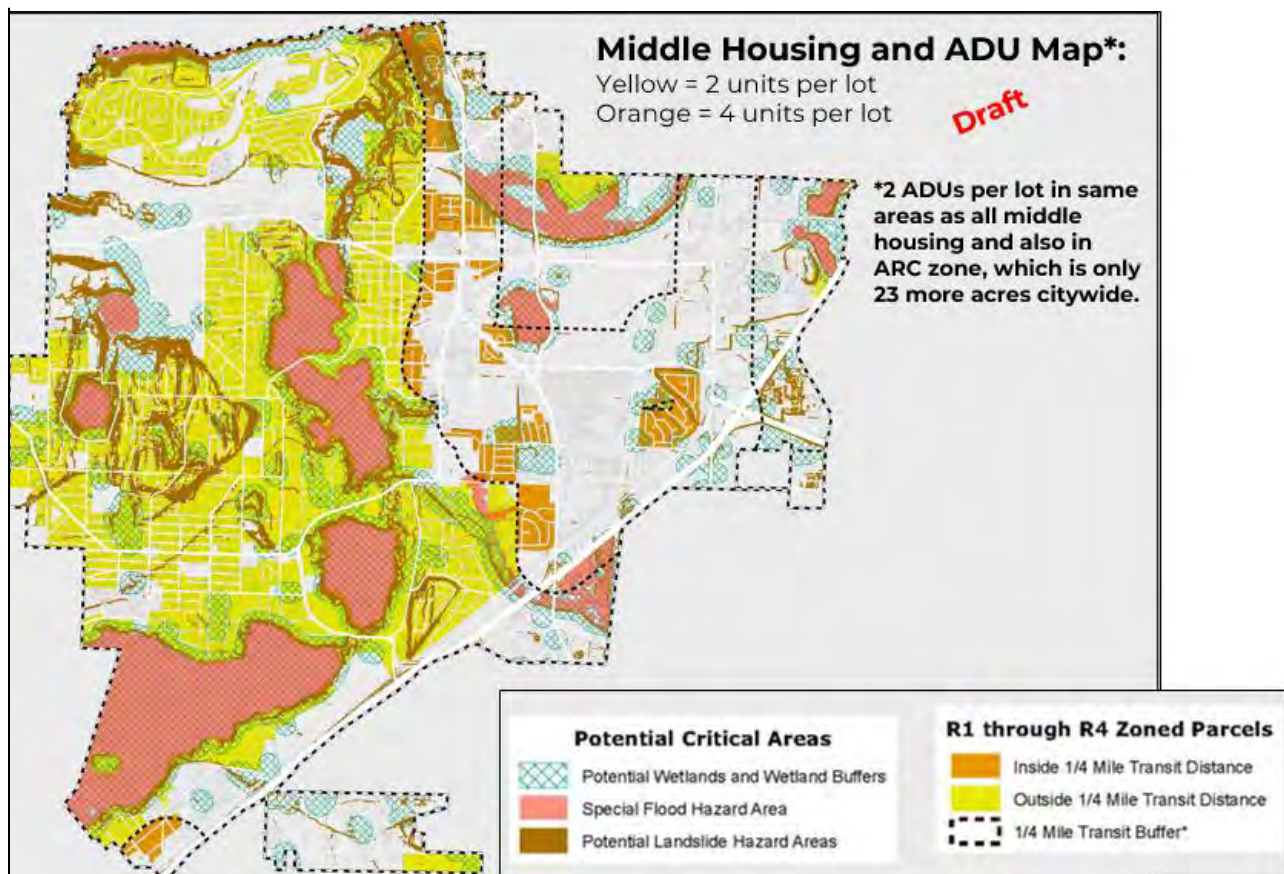 Middle Housing and ADU Map*:
Yellow = 2 units per lot
Orange = 4 units per lot
Draft
*2 ADUs per lot in same
areas as all middle
housing and also in
ARC zone, which is only
23 more acres citywide.
Potential Critical Areas
Potential Wetlands and Wetland Buffers
Special Flood Hazard Area
Potential Landslide Hazard Areas
R1 through R4 Zoned Parcels
Inside 1/4 Mile Transit Distance
Outside 1/4 Mile Transit Distance
1/4 Mile Transit Buffer*